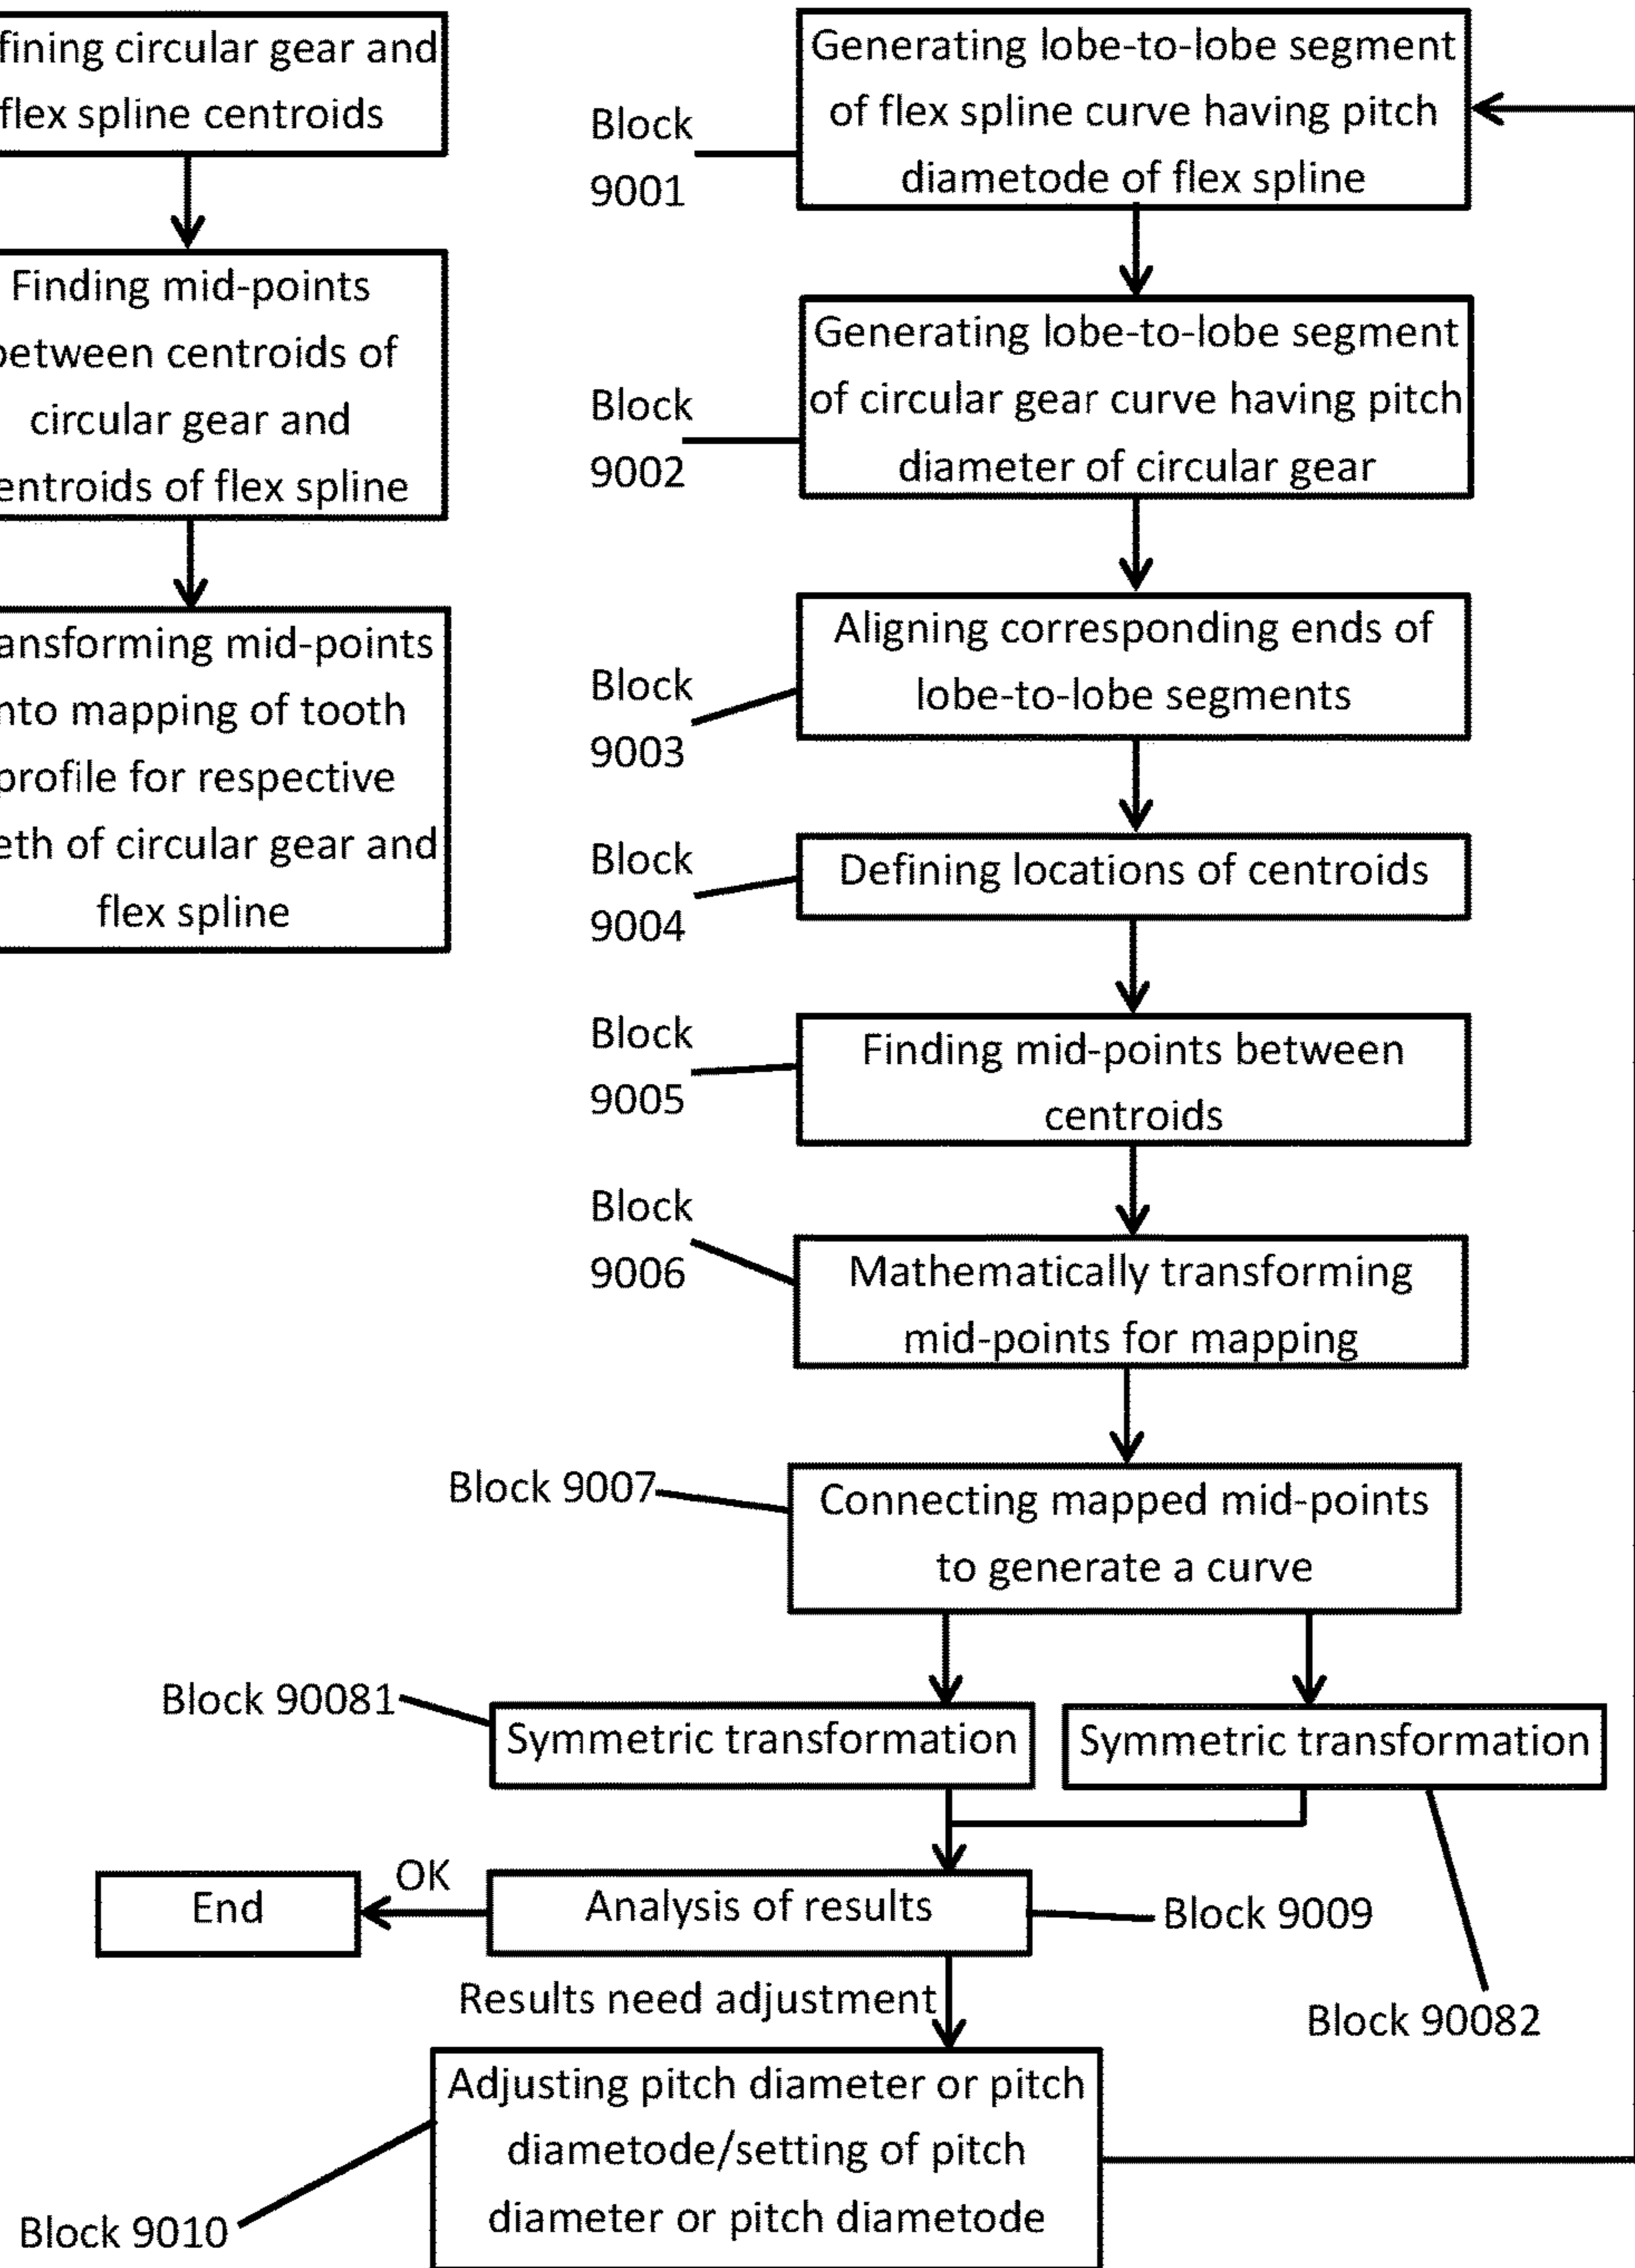 fining circular gear and
flex spline centroids
Finding mid-points
between centroids of
circular gear and
entroids of flex spline
ansforming mid-points
nto mapping of tooth
profile for respective
eth of circular gear and
flex spline
Generating lobe-to-lobe segment
of flex spline curve having pitch
diametode of flex spline
Block
9001
Generating lobe-to-lobe segment
of circular gear curve having pitch
diameter of circular gear
Block
9002
Aligning corresponding ends of
lobe-to-lobe segments
Block
9003
Defining locations of centroids
Block
9004
Finding mid-points between
centroids
Block
9005
Mathematically transforming
mid-points for mapping
Block
9006
Connecting mapped mid-points
to generate a curve
Block 9007
Block 90081
Symmetric transformation
Symmetric transformation
Block 90082
End
OK
Analysis of results
Block 9009
Results need adjustment
Adjusting pitch diameter or pitch
diametode/setting of pitch
diameter or pitch diametode
Block 9010